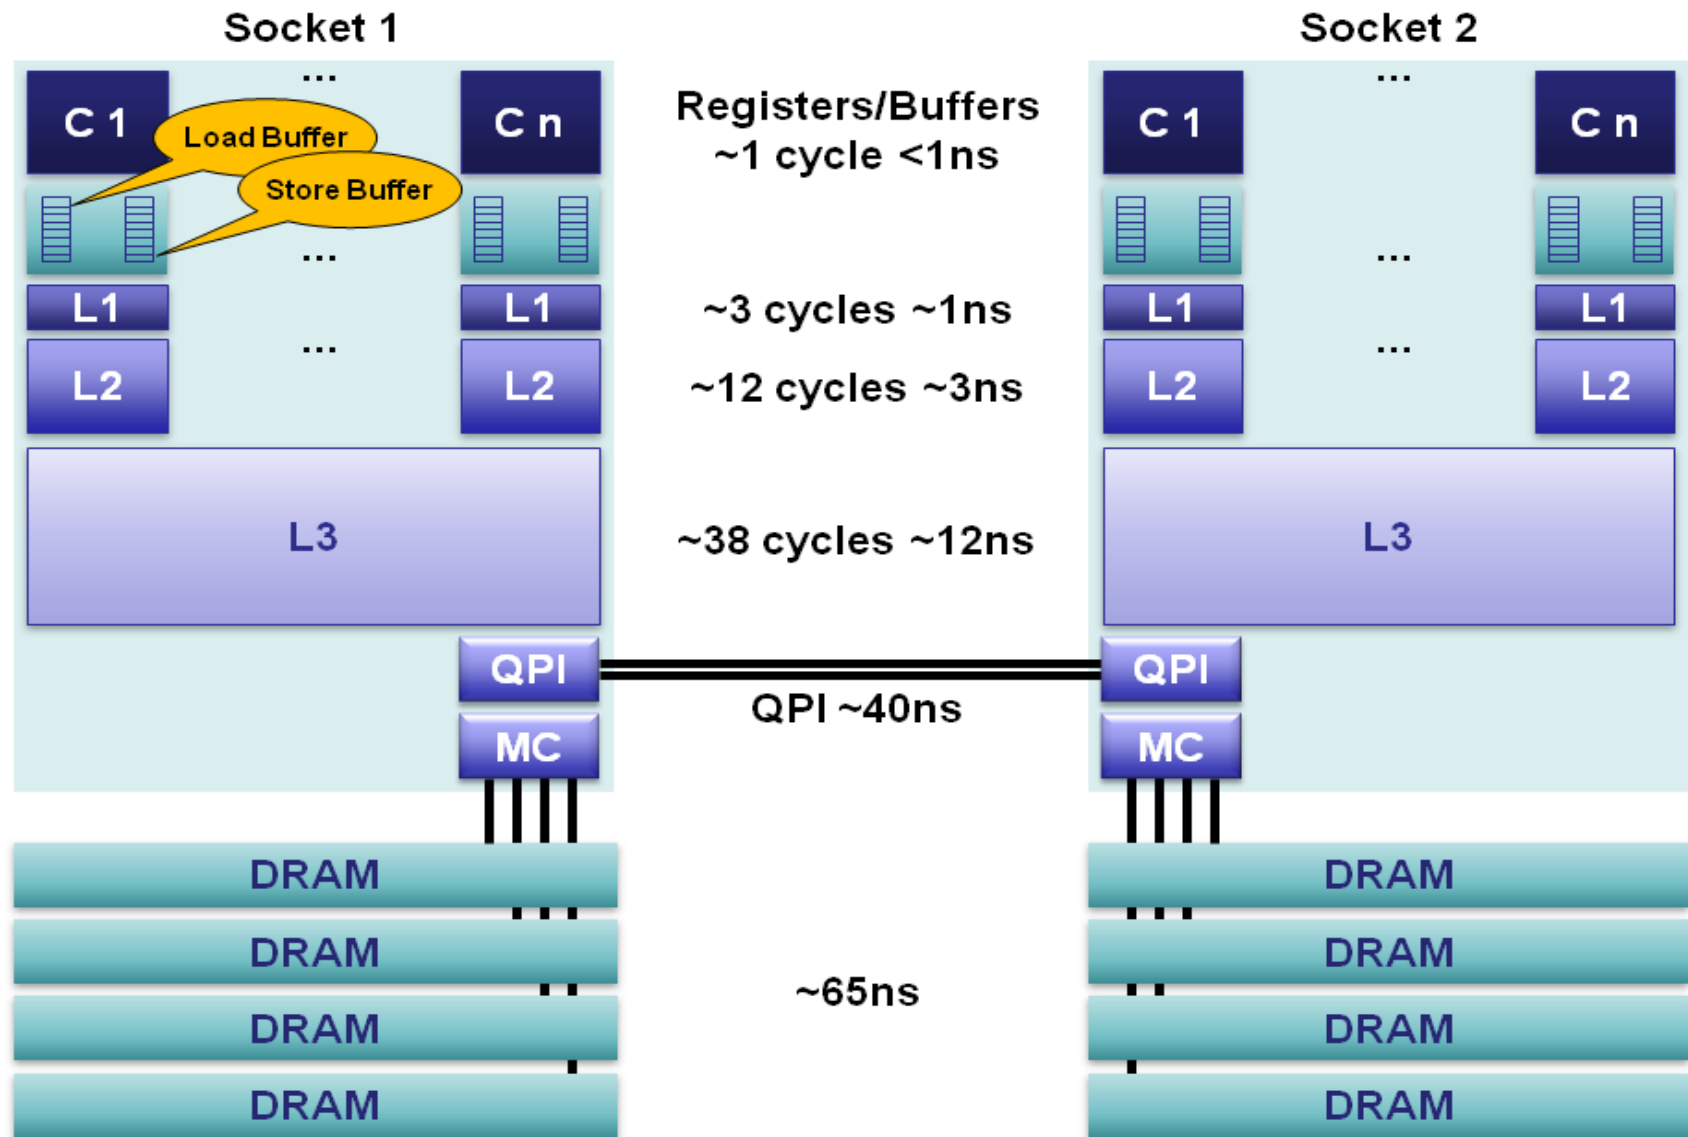 Socket 1
Socket 2
...
...
C 1
C n
Registers/Buffers
~1 cycle <1ns
C 1
C n
Load Buffer
Store Buffer
...
...
L1
L1
~3 cycles ~1ns
L1
L1
...
...
L2
L2
~12 cycles ~3ns
L2
L2
L3
~38 cycles ~12ns
L3
QPI
QPI
QPI ~40ns
MC
MC
DRAM
DRAM
DRAM
DRAM
~65ns
DRAM
DRAM
DRAM
DRAM